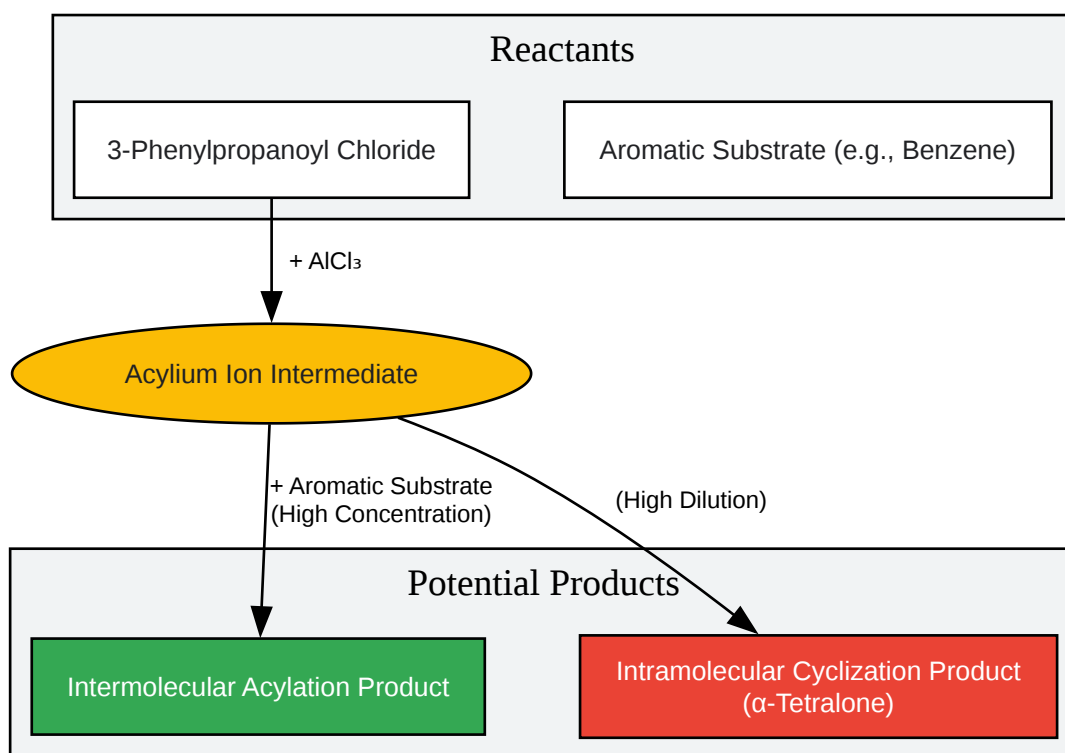 Reactants
3-Phenylpropanoyl Chloride
Aromatic Substrate (e.g., Benzene)
+ AlCl₃
Acylium Ion Intermediate
+ Aromatic Substrate
(High Concentration)
(High Dilution)
Potential Products
Intermolecular Acylation Product
Intramolecular Cyclization Product
(α-Tetralone)